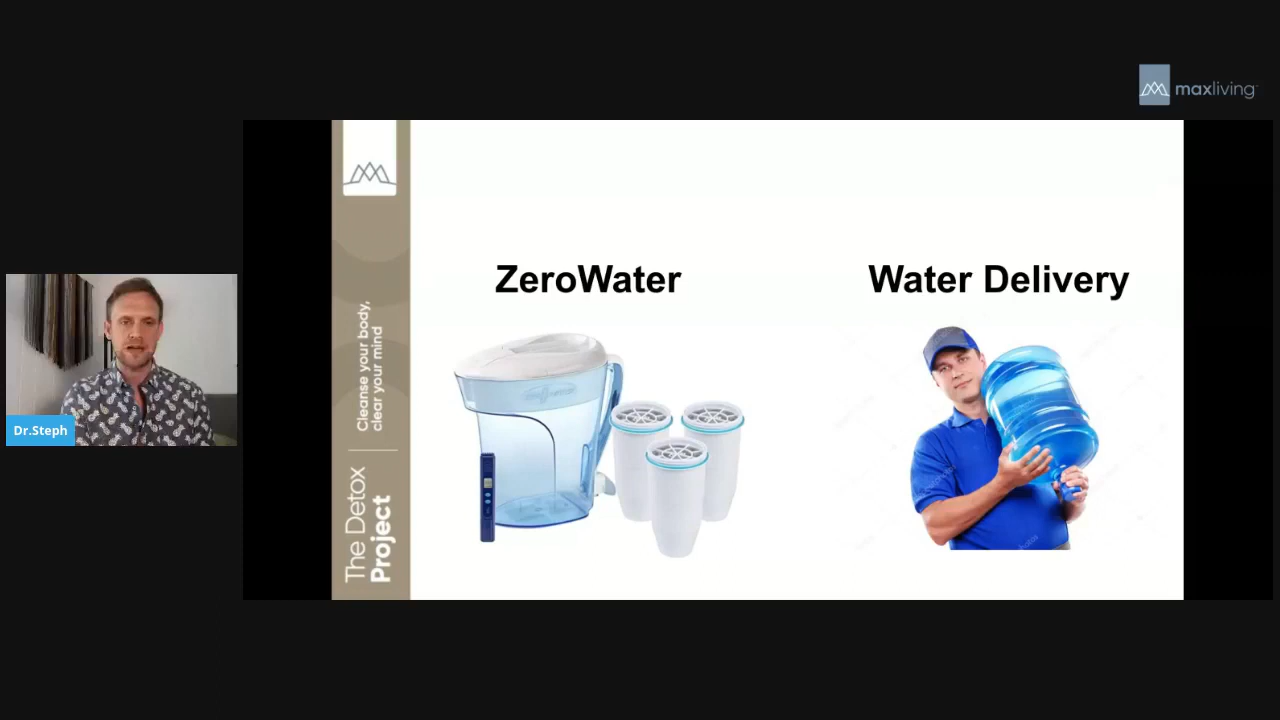 maxliving
ZeroWater
Water Delivery
Dr.Steph
Cleanse your body,
clear your mind
The Detox
Project